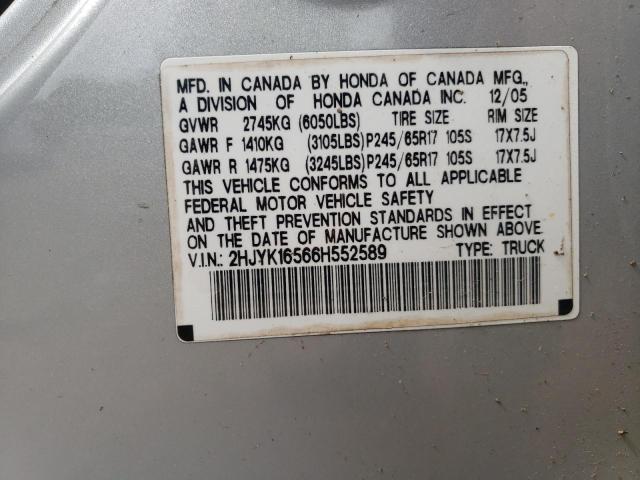 MFD. IN CANADA BY HONDA OF CANADA MFG.,
A DIVISION OF HONDA CANADA INC. 12/05
GVWR 2745KG (6050LBS) TIRE SIZE RIM SIZE
GAWR F 1410KG (3105LBS) P245/65R17 105S 17X7.5J
GAWR R 1475KG (3245LBS) P245/65R17 105S 17X7.5J
THIS VEHICLE CONFORMS TO ALL APPLICABLE
FEDERAL MOTOR VEHICLE SAFETY
AND THEFT PREVENTION STANDARDS IN EFFECT
ON THE DATE OF MANUFACTURE SHOWN ABOVE.
V.I.N.: 2HJYK16566H552589 TYPE: TRUCK